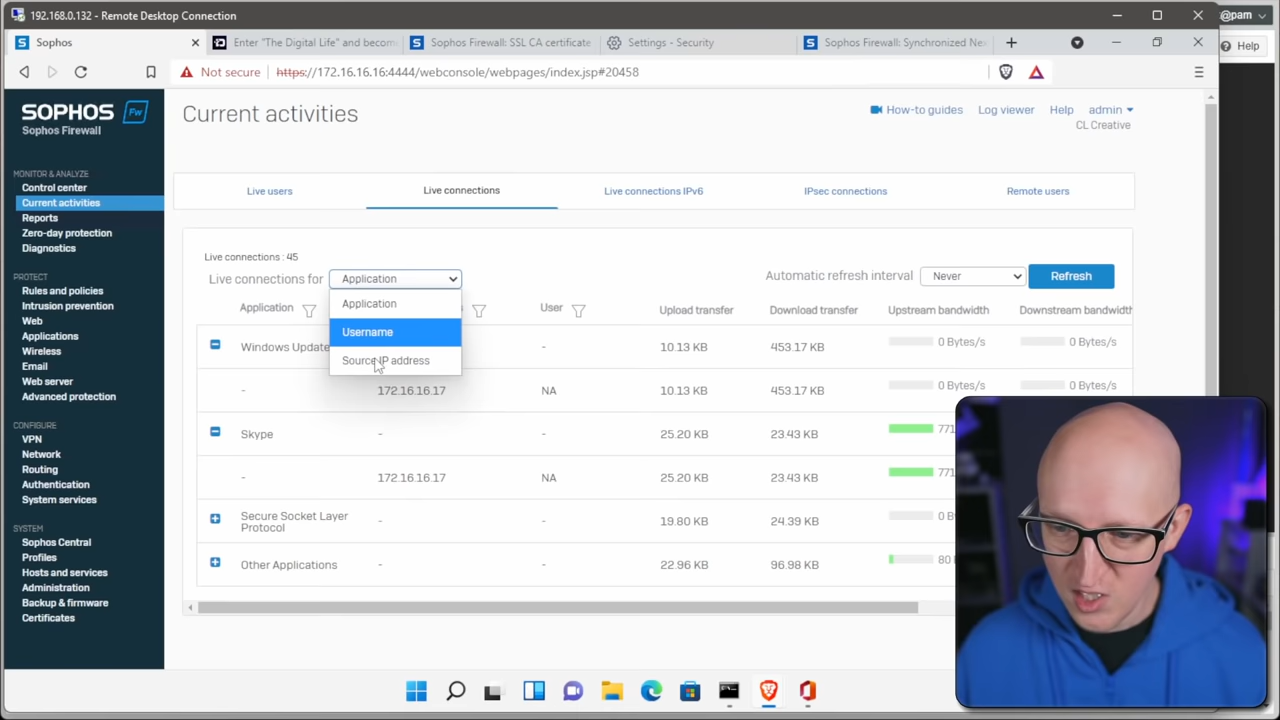 192.168.0.132 - Remote Desktop Connection
@pam
Sophos
Enter "The Digital Life" and becom
Sophos Firewall: SSL CA certificate
Settings - Security
Sophos Firewall: Synchronized Nex
Help
Not secure
https://172.16.16.16:4444/webconsole/webpages/index.jsp#20458
SOPHOS Fw
Sophos Firewall
MONITOR & ANALYZE
Control center
Current activities
Reports
Zero-day protection
Diagnostics
PROTECT
Rules and policies
Intrusion prevention
Web
Applications
Wireless
Email
Web server
Advanced protection
CONFIGURE
VPN
Network
Routing
Authentication
System services
SYSTEM
Sophos Central
Profiles
Hosts and services
Administration
Backup & firmware
Certificates
Current activities
How-to guides
Log viewer
Help
admin
CL Creative
Live users
Live connections
Live connections IPv6
IPsec connections
Remote users
Live connections : 45
Live connections for
Application
Application
Username
Source IP address
Automatic refresh interval
Never
Refresh
Application
User
Upload transfer
Download transfer
Upstream bandwidth
Downstream bandwidth
Windows Update
-
10.13 KB
453.17 KB
0 Bytes/s
0 Bytes/s
-
172.16.16.17
NA
10.13 KB
453.17 KB
Skype
-
-
25.20 KB
23.43 KB
771
-
172.16.16.17
NA
25.20 KB
23.43 KB
771
Secure Socket Layer
Protocol
-
-
19.80 KB
24.39 KB
0 B
Other Applications
-
-
22.96 KB
96.98 KB
80